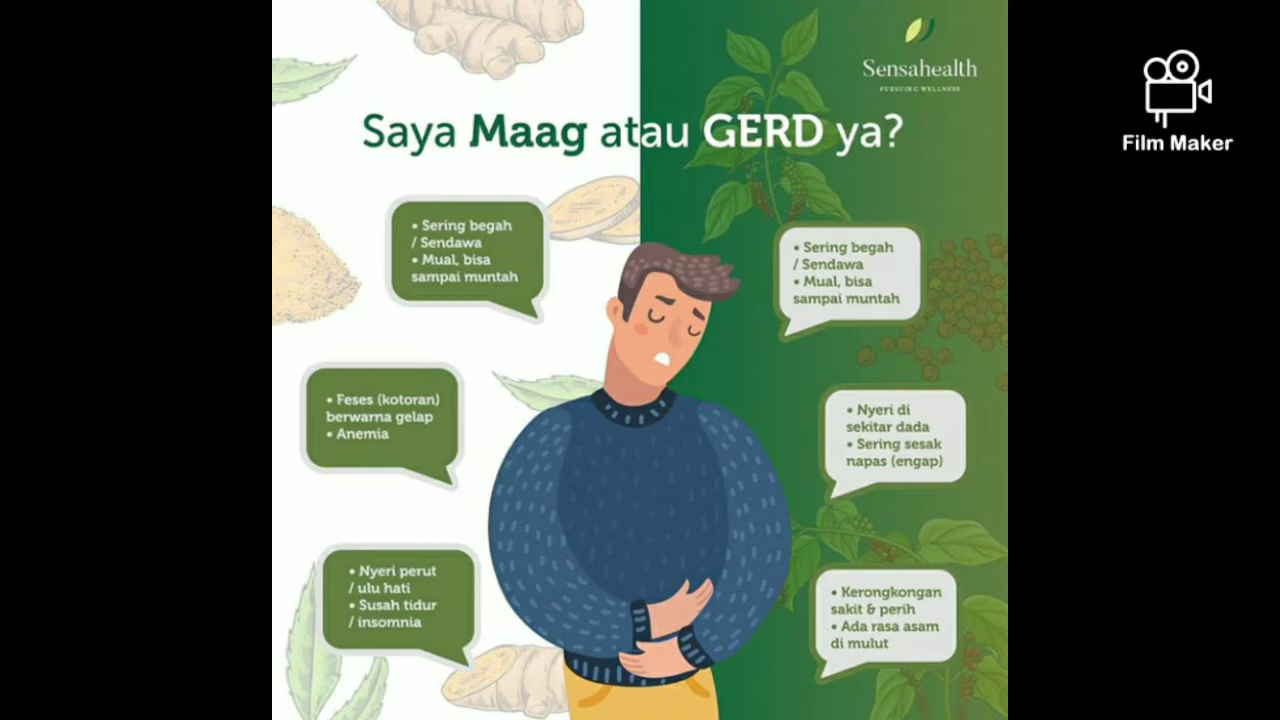 Sensahealth
PURSUING WELLNESS
Film Maker
Saya Maag atau GERD ya?
• Sering begah
/ Sendawa
• Mual, bisa
sampai muntah
• Feses (kotoran)
berwarna gelap
• Anemia
• Nyeri perut
/ ulu hati
• Susah tidur
/ insomnia
• Sering begah
/ Sendawa
• Mual, bisa
sampai muntah
• Nyeri di
sekitar dada
• Sering sesak
napas (engap)
• Kerongkongan
sakit & perih
• Ada rasa asam
di mulut